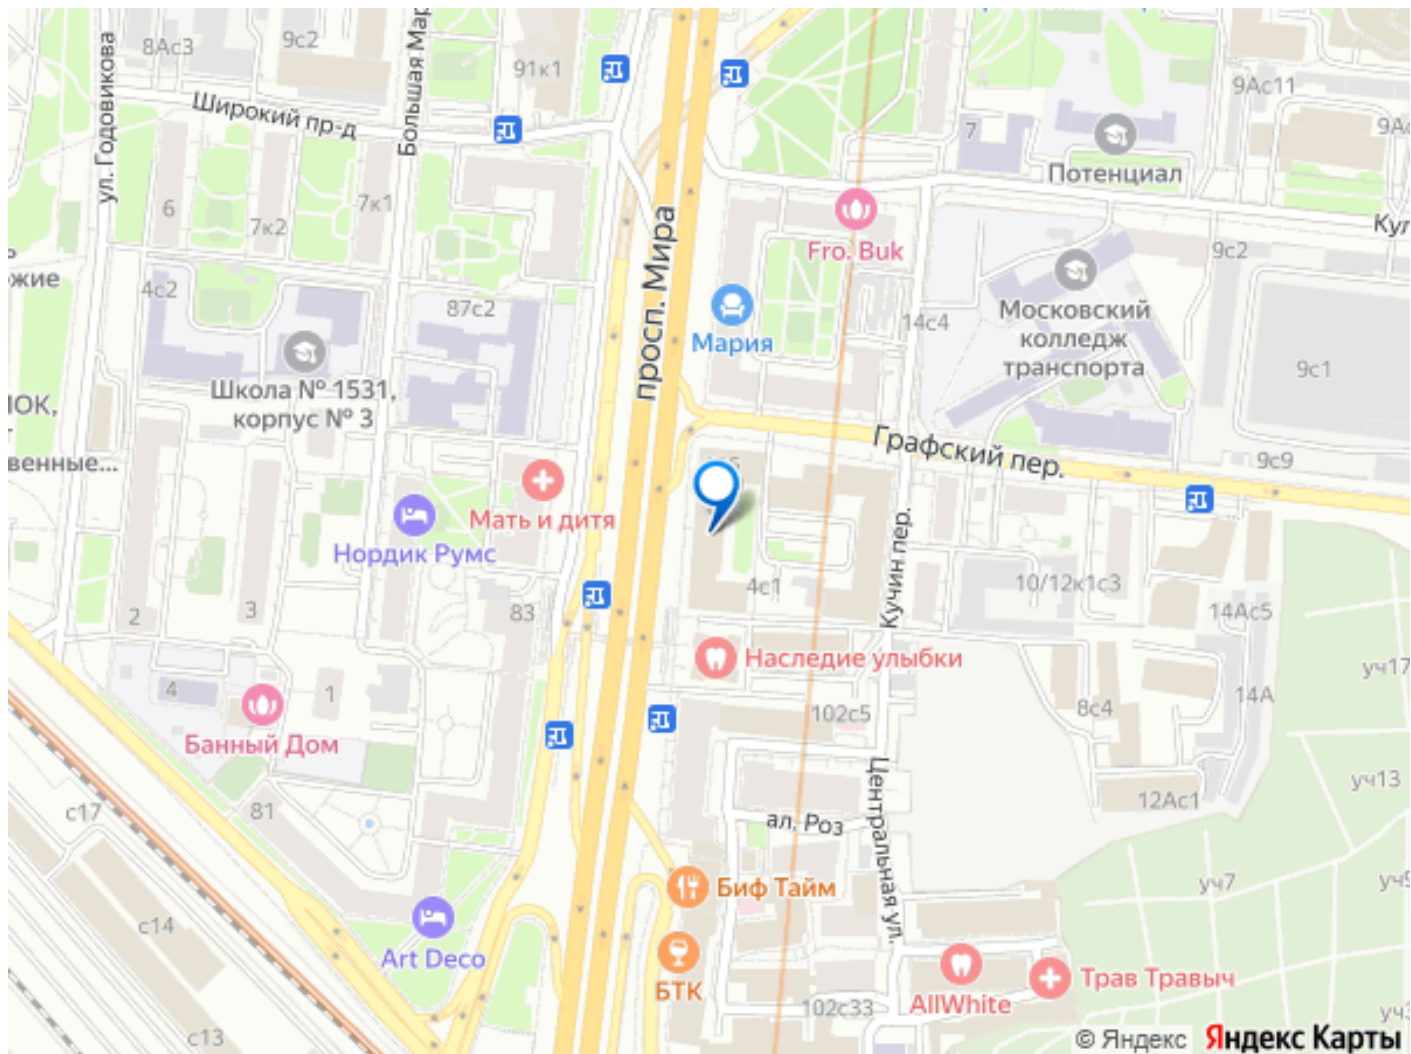 8Ас3
9с2
91к1
Большая Мар
ул. Годовикова
Широкий пр-д
9Ас11
9А
7
Потенциал
6
7к2
7к1
просп. Мира
Fro. Buk
Кул
9с2
жие
4с2
87с2
Мария
14с4
Московский
колледж
транспорта
9с1
Школа № 1531,
корпус № 3
ОК,
венные...
Графский пер.
9с9
Мать и дитя
Нордик Румс
Кучин пер.
2
3
83
4с1
10/12к1с3
14Ас5
Наследие улыбки
уч17
4
1
14А
8с4
102с5
Банный Дом
Центральная ул.
12Ас1
уч13
с17
81
ал. Роз
Биф Тайм
уч7
с14
Art Deco
БТК
AllWhite
Трав Травыч
102с33
с13
© Яндекс Яндекс Карты